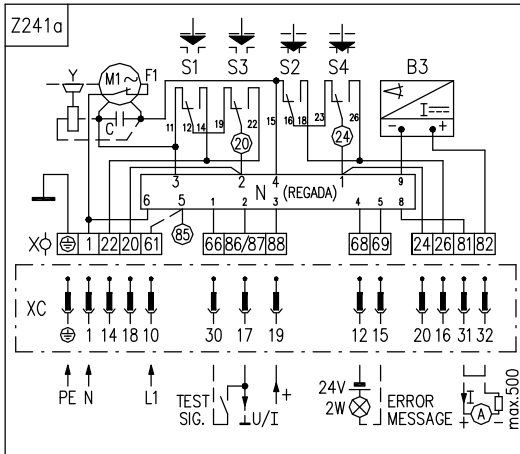 Z241a
S1 S3 S2 S4 B3
Y M1 ~ F1
C
I
- +
11 12 14 19 22 15 16 18 23 26
20 24
3 2 4 1 9
N (REGADA)
6 5 1 2 3 4 5 8
85
X 1 22 20 61 66 86/87 88 68 69 24 26 81 82
XC
1 14 18 10 30 17 19 12 15 20 16 31 32
PE N L1 TEST SIG. U/I + 24V 2W ERROR MESSAGE I + A - max.500